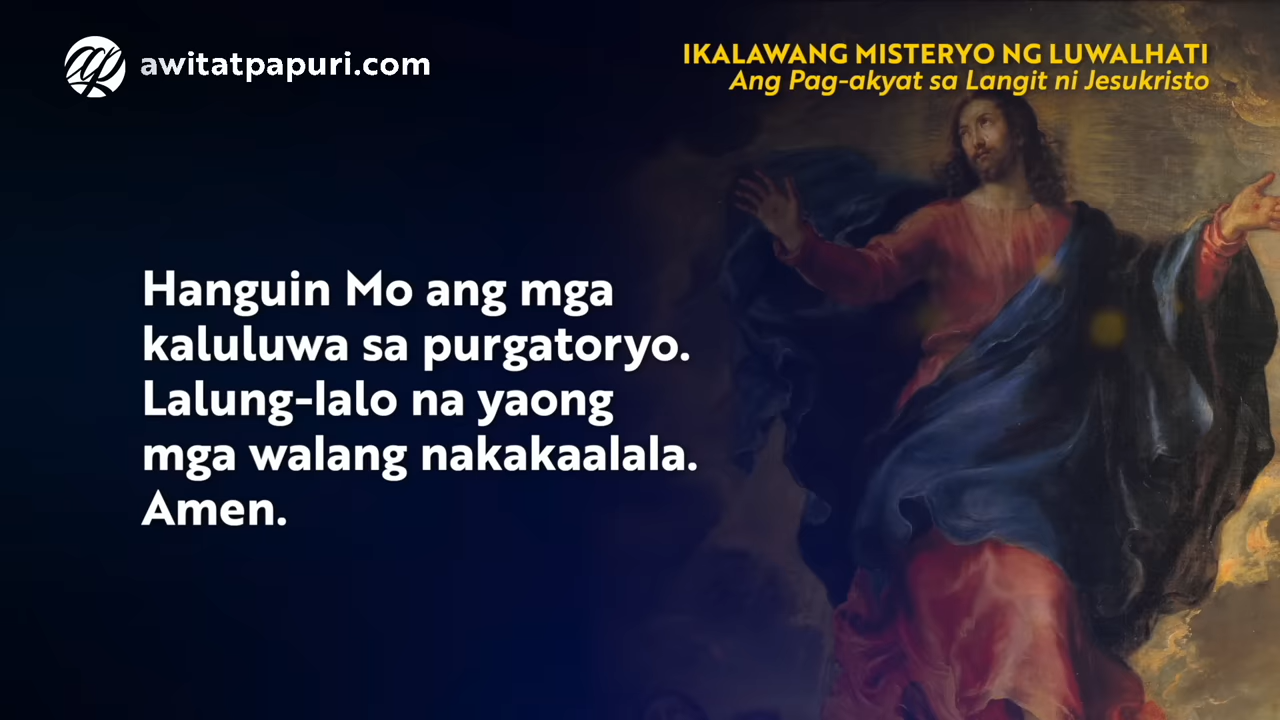 awitatpapuri.com
IKALAWANG MISTERYO NG LUWALHATI
Ang Pag-akyat sa Langit ni Jesukristo
Hanguin Mo ang mga
kaluluwa sa purgatoryo.
Lalung-lalo na yaong
mga walang nakakaalala.
Amen.